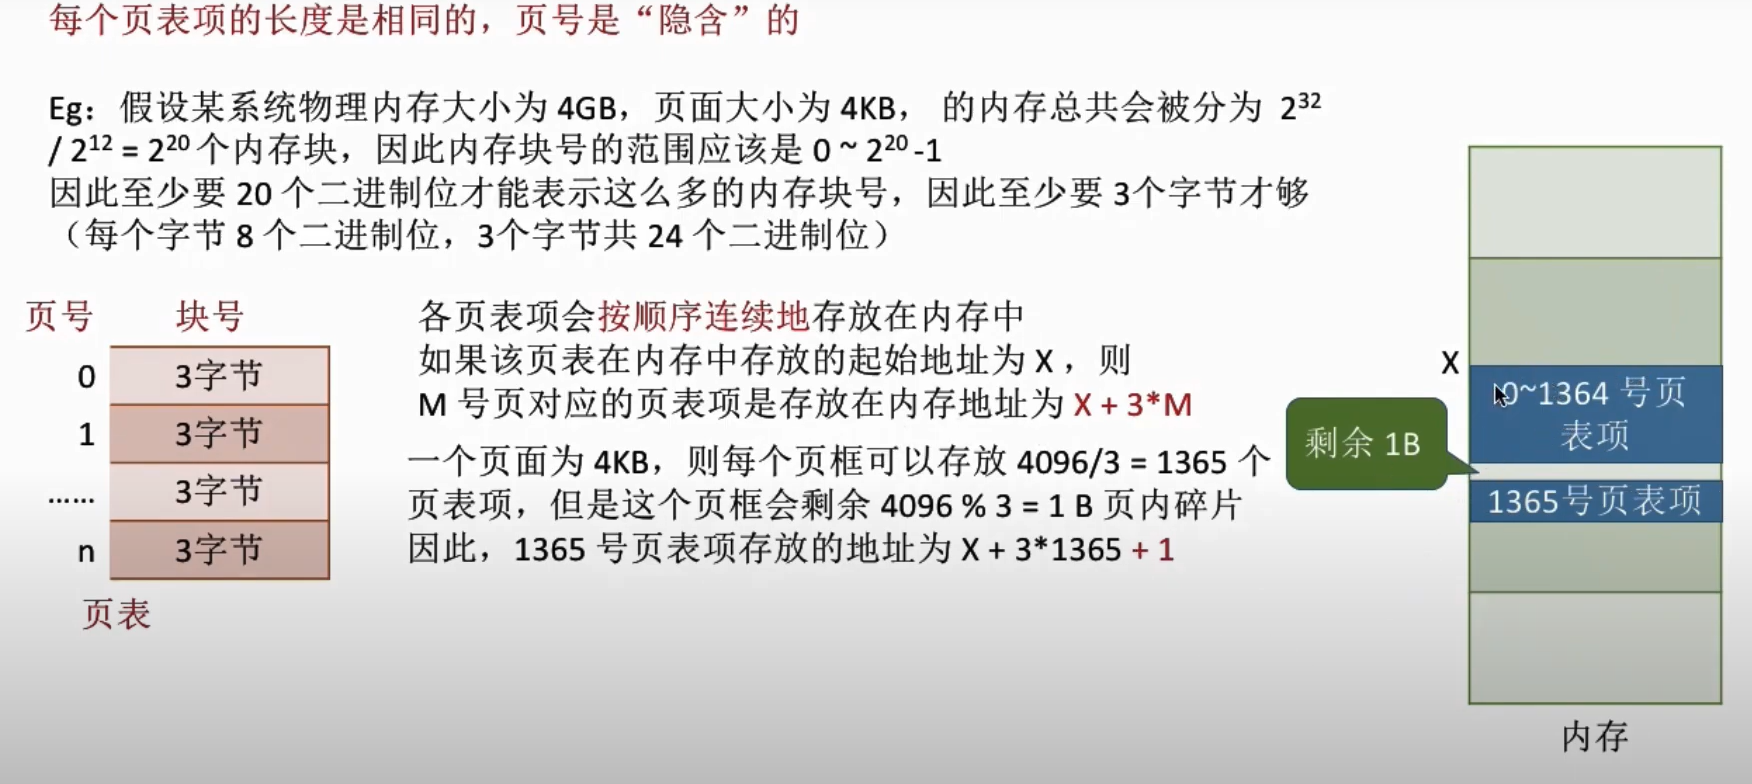 每个页表项的长度是相同的，页号是“隐含”的
Eg：假设某系统物理内存大小为 4GB，页面大小为 4KB， 的内存总共会被分为 2³²
/ 2¹² = 2²⁰ 个内存块，因此内存块号的范围应该是 0 ~ 2²⁰ -1
因此至少要 20 个二进制位才能表示这么多的内存块号，因此至少要 3个字节才够
（每个字节 8 个二进制位，3个字节共 24 个二进制位）
页号 块号
0 3字节
1 3字节
…… 3字节
n 3字节
页表
各页表项会按顺序连续地存放在内存中
如果该页表在内存中存放的起始地址为 X ，则
M 号页对应的页表项是存放在内存地址为 X + 3*M
一个页面为 4KB，则每个页框可以存放 4096/3 = 1365 个
页表项，但是这个页框会剩余 4096 % 3 = 1 B 页内碎片
因此，1365 号页表项存放的地址为 X + 3*1365 + 1
X
0~1364 号页
表项
剩余 1B
1365号页表项
内存